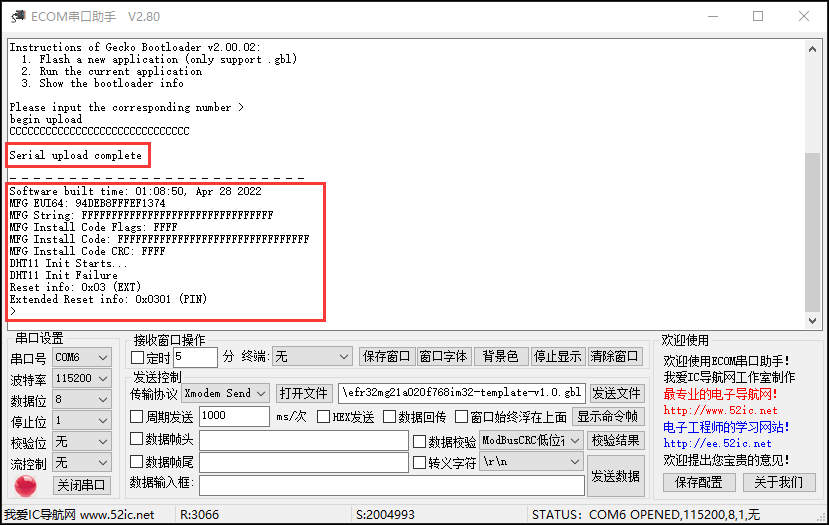 ECOM串口助手 V2.80
Instructions of Gecko Bootloader v2.00.02:
1. Flash a new application (only support .gbl)
2. Run the current application
3. Show the bootloader info
Please input the corresponding number >
begin upload
CCCCCCCCCCCCCCCCCCCCCCCCCCCCCC
Serial upload complete
- - - - - - - - - - - - - - - - - - - - - - - - -
Software built time: 01:08:50, Apr 28 2022
MFG EUI64: 94DEB8FFFEF1374
MFG String: FFFFFFFFFFFFFFFFFFFFFFFFFFFFFFFF
MFG Install Code Flags: FFFF
MFG Install Code: FFFFFFFFFFFFFFFFFFFFFFFFFFFFFFFF
MFG Install Code CRC: FFFF
DHT11 Init Starts...
DHT11 Init Failure
Reset info: 0x03 (EXT)
Extended Reset info: 0x0301 (PIN)
>
串口设置
串口号 COM6
波特率 115200
数据位 8
停止位 1
校验位 无
流控制 无
关闭串口
接收窗口操作
定时 5 分 终端: 无 保存窗口 窗口字体 背景色 停止显示 清除窗口
发送控制
传输协议 Xmodem Send 打开文件 \efr32mg21a020f768im32-template-v1.0.gbl 发送文件
周期发送 1000 ms/次 HEX发送 数据回传 窗口始终浮在上面 显示命令帧
数据帧头 数据校验 ModBusCRC低位 校验结果
数据帧尾 转义字符 \r\n 发送数据
数据输入框:
欢迎使用
欢迎使用ECOM串口助手!
我爱IC导航网工作室制作
最专业的电子导航网!
http://www.52ic.net
电子工程师的学习网站!
http://ee.52ic.net
欢迎提出您宝贵的意见!
保存配置 关于我们
我爱IC导航网 www.52ic.net R:3066 S:2004993 STATUS: COM6 OPENED,115200,8,1,无